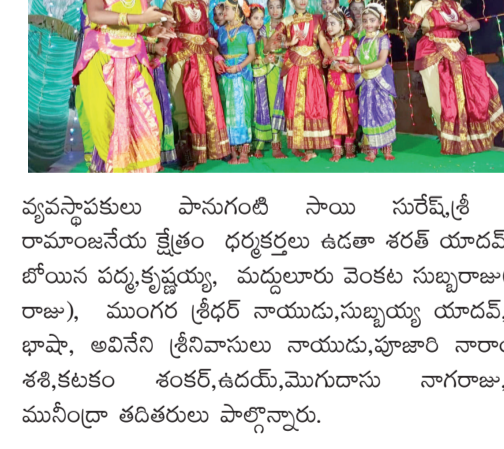 వ్యవస్థాపకులు పానుగంటి సాయి సురేష్,శ్రీ
రామాంజనేయ క్షేత్రం ధర్మకర్తలు ఉడతా శరత్ యాదవ్
బోయిన పద్మ,కృష్ణయ్య, మద్దులూరు వెంకట సుబ్బరాజు(
రాజు), ముంగర శ్రీధర్ నాయుడు,సుబ్బయ్య యాదవ్,
భాషా, అవినేని శ్రీనివాసులు నాయుడు,పూజారి
శశి,కటకం శంకర్,ఉదయ్,మొగుదాసు నాగరాజు,
మునీంద్రా తదితరులు పాల్గొన్నారు.